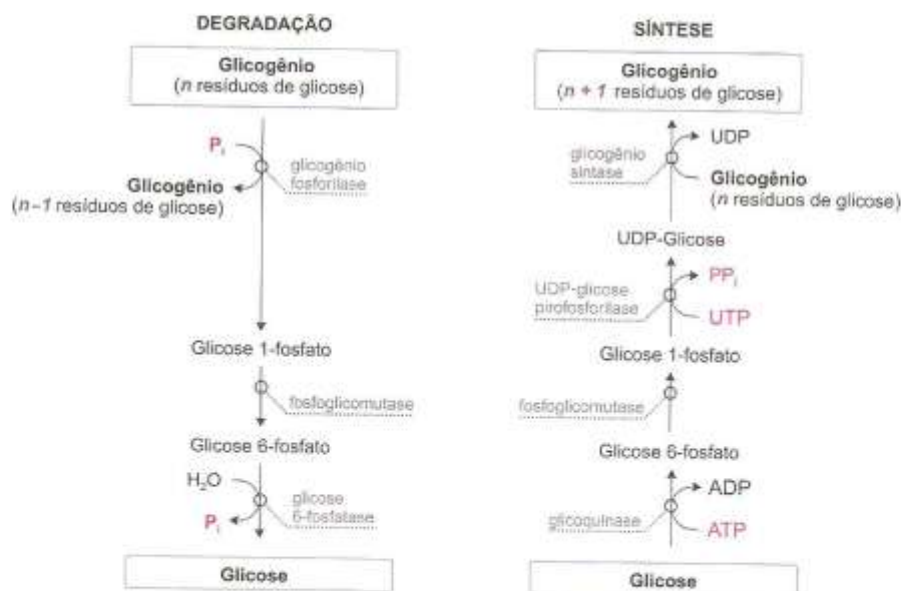 DEGRADAÇÃO
Glicogênio
(n resíduos de glicose)
Pi
glicogênio
fosforilase
Glicogênio
(n–1 resíduos de glicose)
Glicose 1-fosfato
fosfoglicomutase
Glicose 6-fosfato
H₂O
glicose
6-fosfatase
Pi
Glicose
SÍNTESE
Glicogênio
(n + 1 resíduos de glicose)
UDP
glicogênio
sintase
Glicogênio
(n resíduos de glicose)
UDP-Glicose
PPi
UDP-glicose
pirofosforilase
UTP
Glicose 1-fosfato
fosfoglicomutase
Glicose 6-fosfato
ADP
glicoquinase
ATP
Glicose